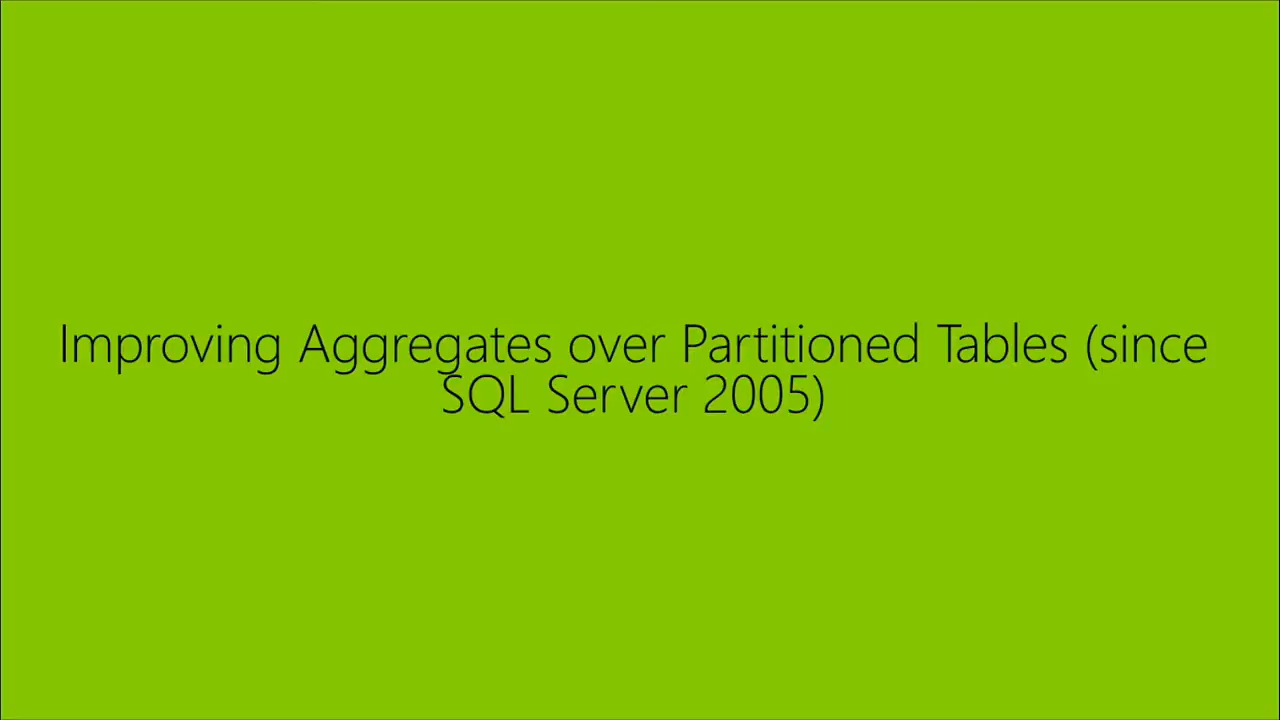 Improving Aggregates over Partitioned Tables (since
SQL Server 2005)